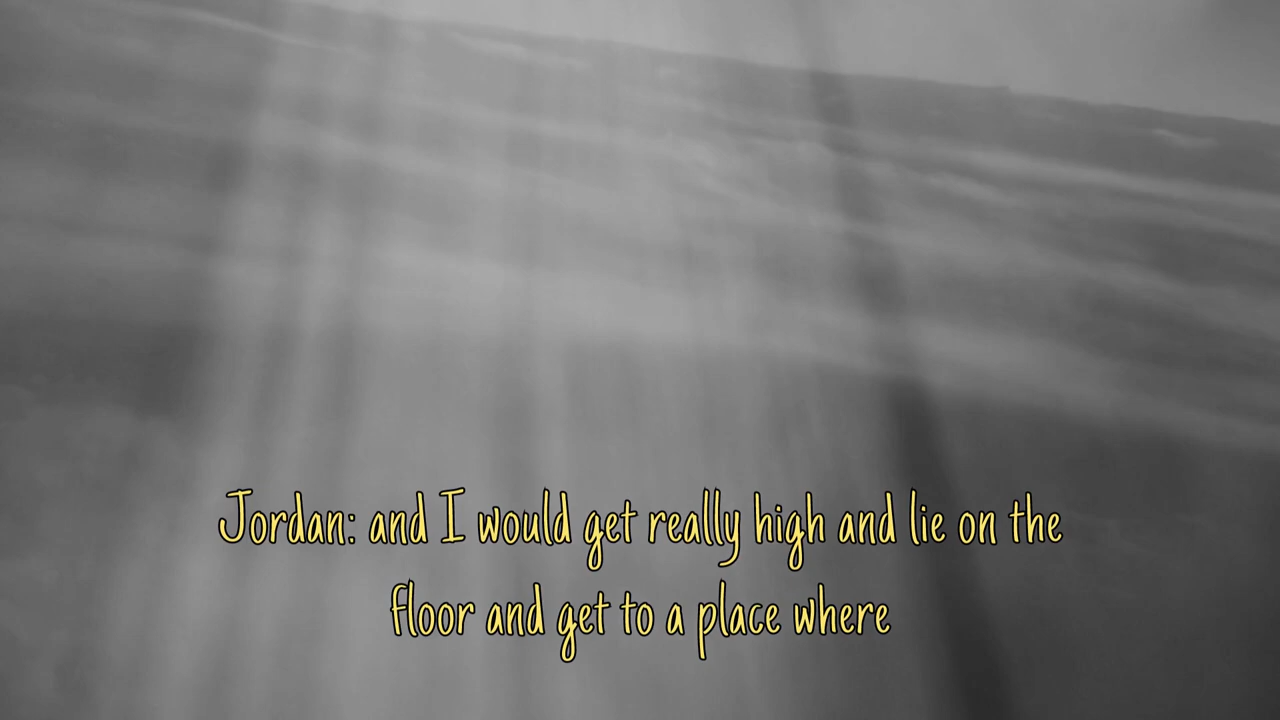 Jordan: and I would get really high and lie on the
floor and get to a place where